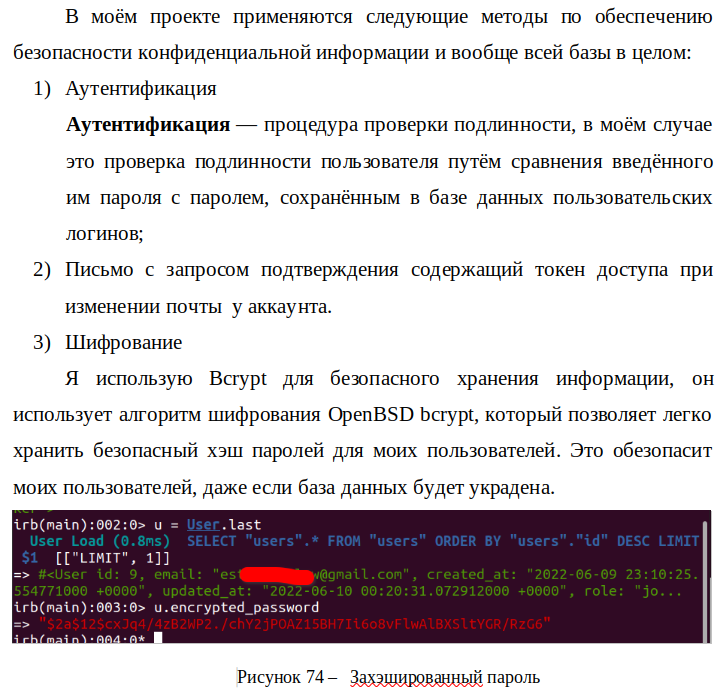 В моём проекте применяются следующие методы по обеспечению
безопасности конфиденциальной информации и вообще всей базы в целом:
1) Аутентификация
Аутентификация — процедура проверки подлинности, в моём случае
это проверка подлинности пользователя путём сравнения введённого
им пароля с паролем, сохранённым в базе данных пользовательских
логинов;
2) Письмо с запросом подтверждения содержащий токен доступа при
изменении почты у аккаунта.
3) Шифрование
Я использую Bcrypt для безопасного хранения информации, он
использует алгоритм шифрования OpenBSD bcrypt, который позволяет легко
хранить безопасный хэш паролей для моих пользователей. Это обезопасит
моих пользователей, даже если база данных будет украдена.
irb(main):002:0> u = User.last
User Load (0.8ms) SELECT "users".* FROM "users" ORDER BY "users"."id" DESC LIMIT
$1 [["LIMIT", 1]]
=> #<User id: 9, email: "es w@gmail.com", created_at: "2022-06-09 23:10:25.
554771000 +0000", updated_at: "2022-06-10 00:20:31.072912000 +0000", role: "jo...
irb(main):003:0> u.encrypted_password
=>
irb(main):004:0*
Рисунок 74 – Захэшированный пароль